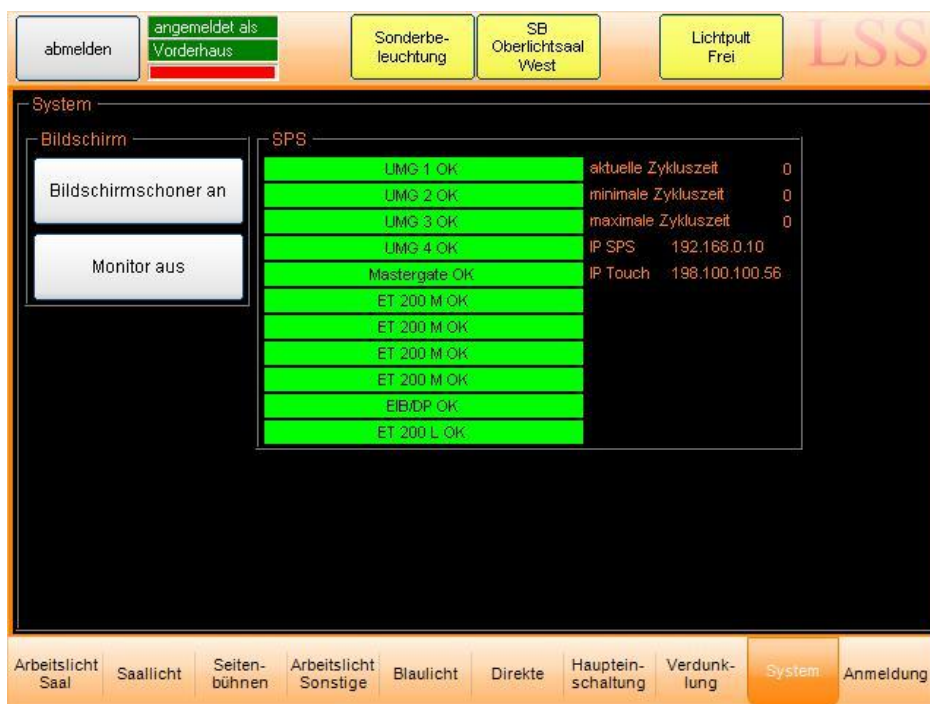 abmelden
angemeldet als
Vorderhaus
Sonderbe-
leuchtung
SB
Oberlichtsaal
West
Lichtpult
Frei
LSS
System
Bildschirm
Bildschirmschoner an
Monitor aus
SPS
UMG 1 OK
UMG 2 OK
UMG 3 OK
UMG 4 OK
Mastergate OK
ET 200 M OK
ET 200 M OK
ET 200 M OK
ET 200 M OK
EIB/DP OK
ET 200 L OK
aktuelle Zykluszeit 0
minimale Zykluszeit 0
maximale Zykluszeit 0
IP SPS 192.168.0.10
IP Touch 198.100.100.56
Arbeitslicht
Saal
Saallicht
Seiten-
bühnen
Arbeitslicht
Sonstige
Blaulicht
Direkte
Hauptein-
schaltung
Verdunk-
lung
System
Anmeldung